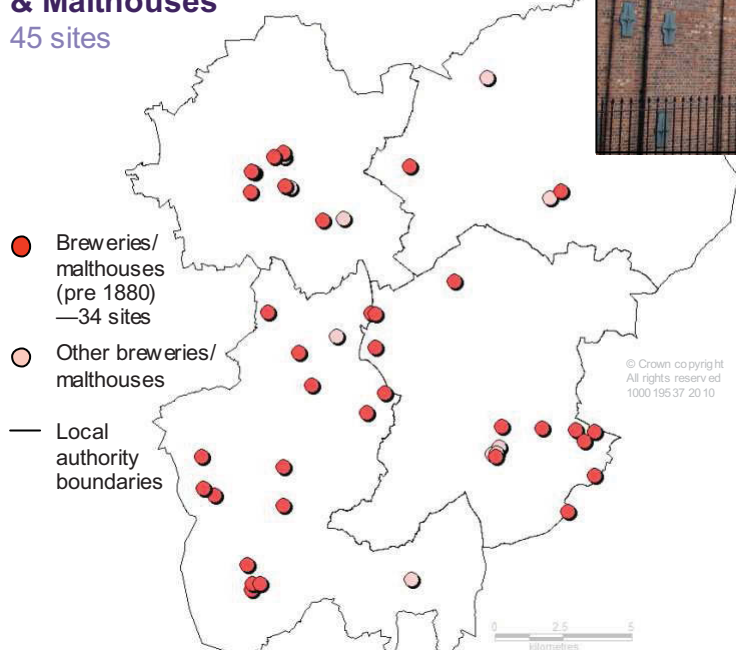 & Malthouses
45 sites
Breweries/
malthouses
(pre 1880)
—34 sites
Other breweries/
malthouses
Local
authority
boundaries
© Crown copyright
All rights reserved
100019537 2010
0 2.5 5
kilometres